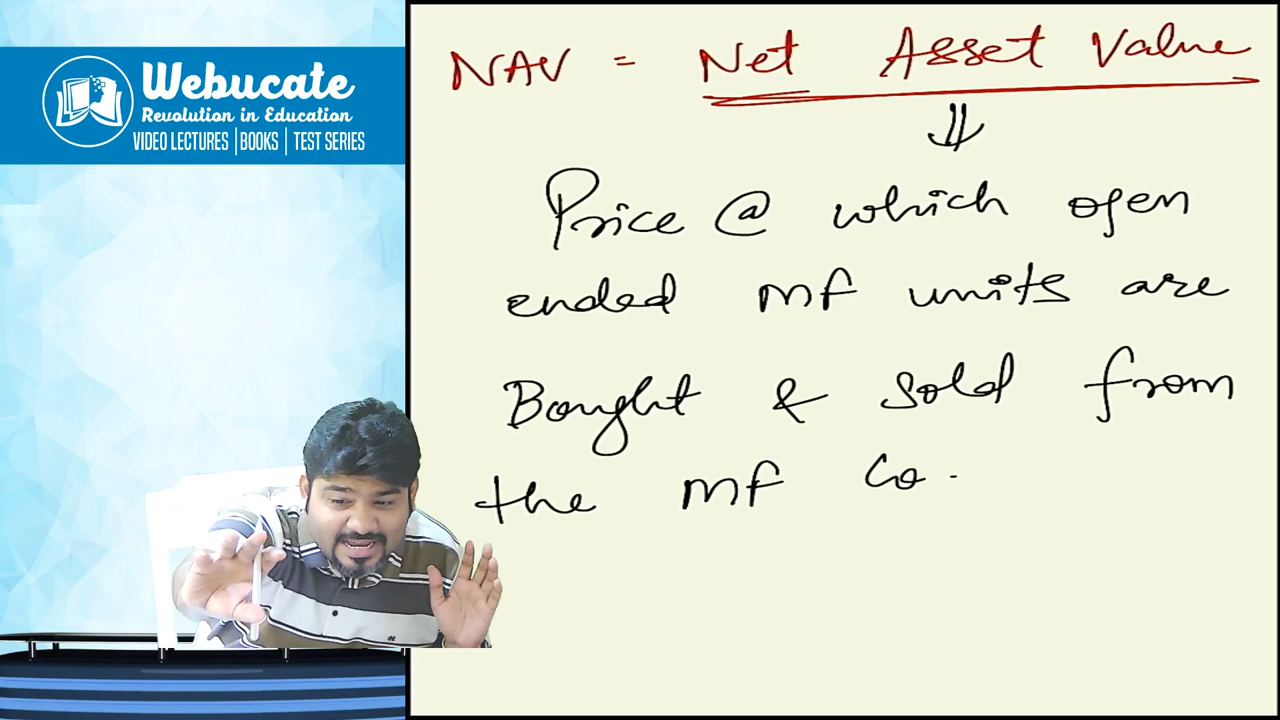 Webucate
Revolution in Education
VIDEO LECTURES | BOOKS | TEST SERIES
NAV = Net Asset Value
Price @ which open
ended MF units are
Bought & sold from
the MF Co.